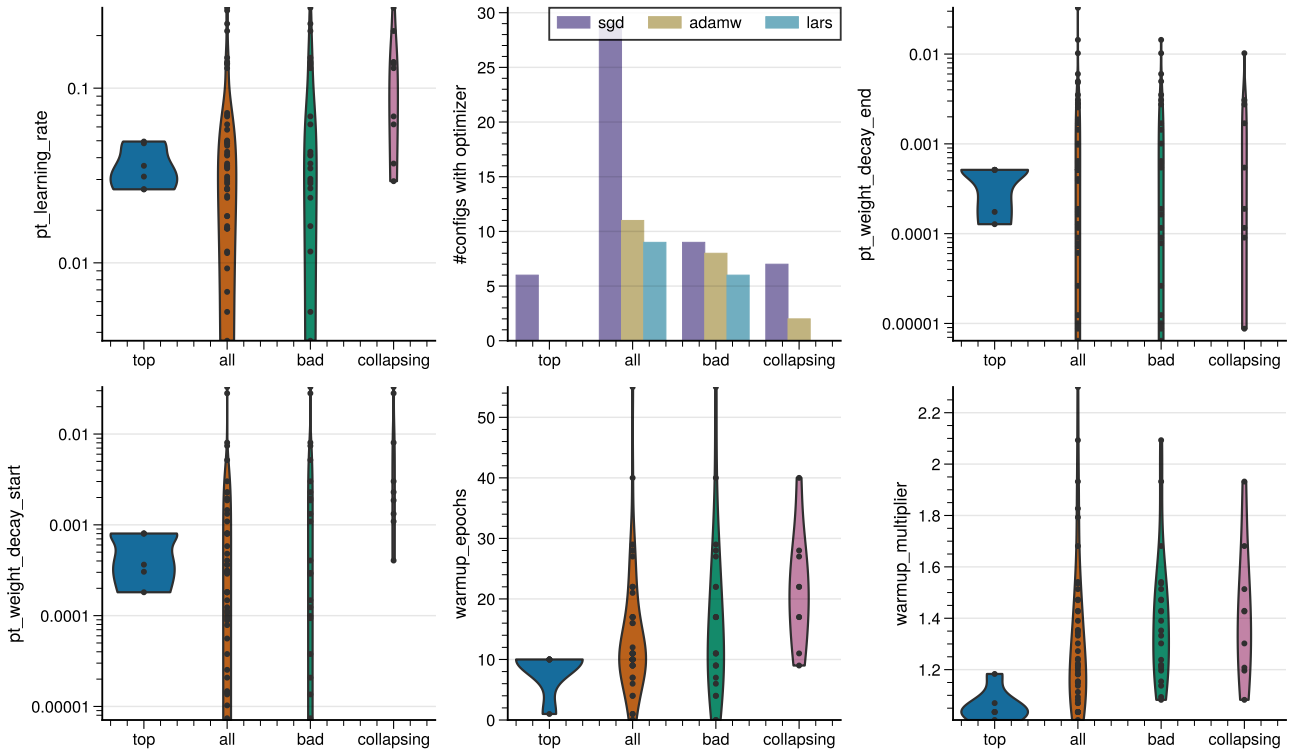 pt_learning_rate
0.1
0.01
top all bad collapsing
#configs with optimizer
30
25
20
15
10
5
0
sgd adamw lars
top all bad collapsing
pt_weight_decay_end
0.01
0.001
0.0001
0.00001
top all bad collapsing
pt_weight_decay_start
0.01
0.001
0.0001
0.00001
top all bad collapsing
warmup_epochs
50
40
30
20
10
0
top all bad collapsing
warmup_multiplier
2.2
2
1.8
1.6
1.4
1.2
top all bad collapsing